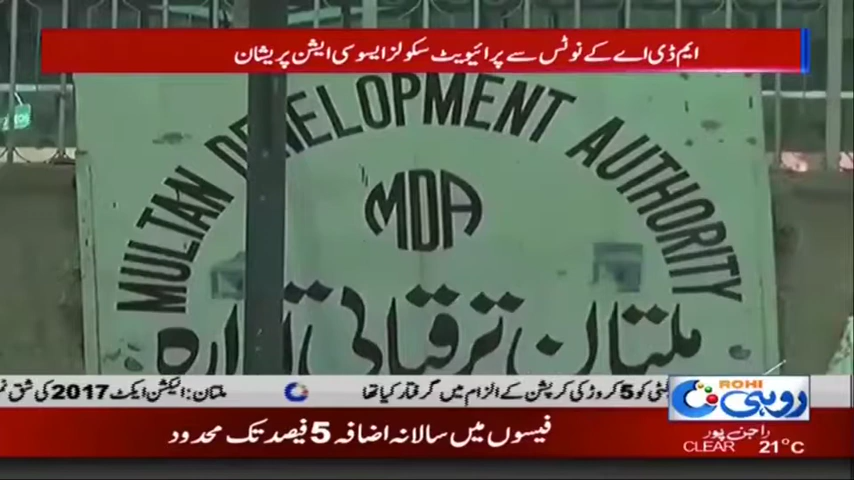 ایم ڈی اے کے نوٹس سے پرائیویٹ سکولز ایسوسی ایشن پریشان
MULTAN DEVELOPMENT AUTHORITY
MDA
ملتان ترقیاتی ادارہ
کو 5 کروڑ کی کرپشن کے الزام میں گرفتار کیا تھا
ملتان: الیکشن ایکٹ 2017 کی شق
ROHI
روہی
فیسوں میں سالانہ اضافہ 5 فیصد تک محدود
راجن پور
CLEAR 21°C